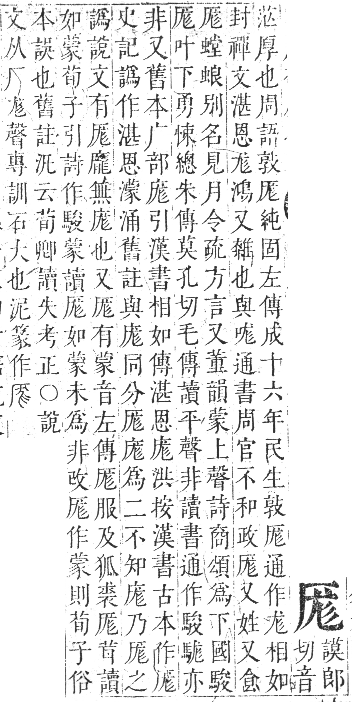 厖
謨郎
切音
茫厚也周語敦厖純固左傳成十六年民生敦厖通作尨相如
封禪文湛恩尨鴻又雜也與哤通書周官不和政厖又姓又僉
厖螳蜋別名見月令疏方言又董韻蒙上聲詩商頌爲下國駿
厖叶下勇悚總朱傳莫孔切毛傳讀平聲非讀書通作駿駹亦
非又舊本广部庬引漢書相如傳湛恩庬洪按漢書古本作厖
史記譌作湛恩濛涌舊註與庬同分厖庬爲二不知庬乃厖之
譌說文有厖龐無庬也又厖有蒙音左傳厖服及狐裘厖茸讀
如蒙荀子引詩作駿蒙讀厖如蒙未爲非改厖作蒙則荀子俗
本誤也舊註泥云荀卿讀失考正○說
文从厂尨聲專訓石大也泥篆作厖